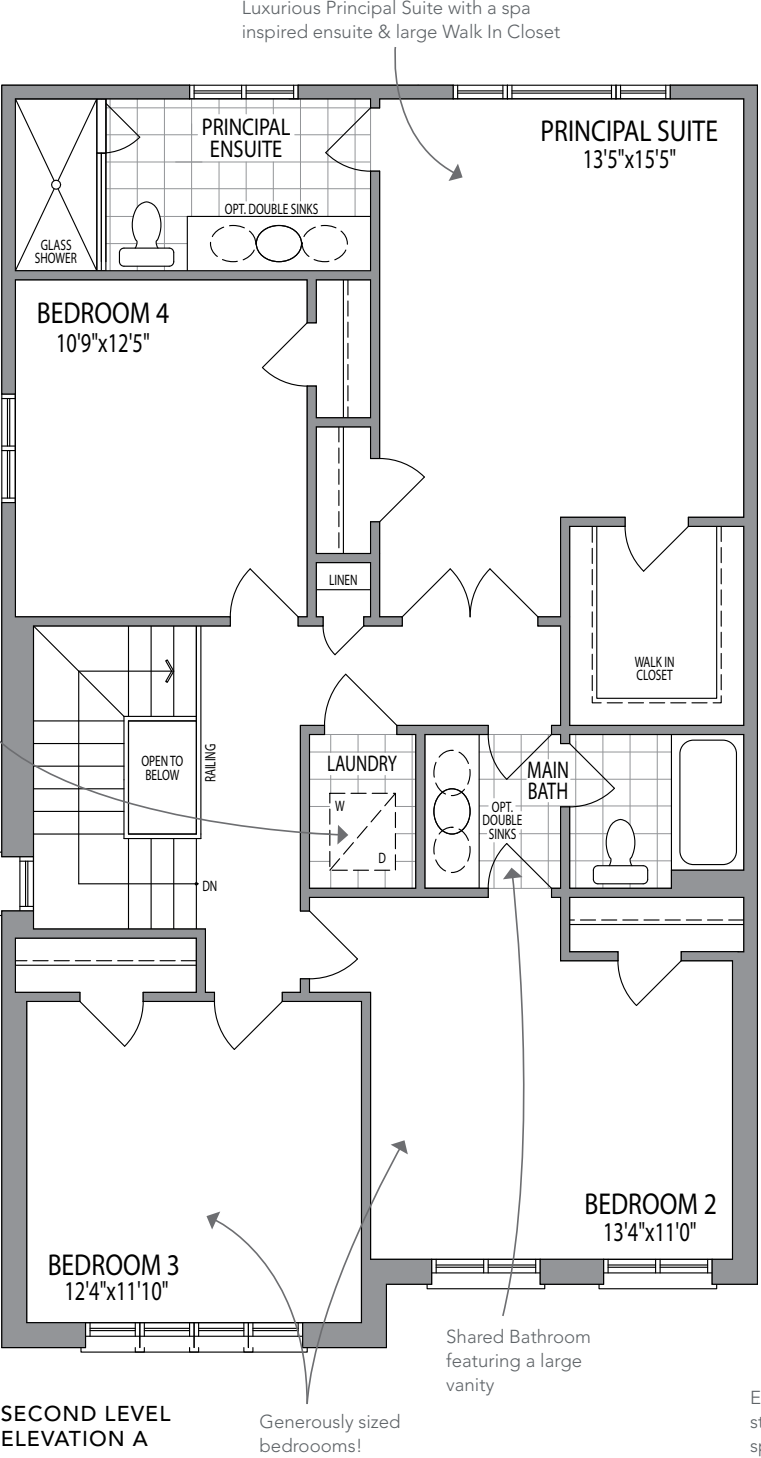 Luxurious Principal Suite with a spa
inspired ensuite & large Walk In Closet
PRINCIPAL
ENSUITE
PRINCIPAL SUITE
13'5"x15'5"
OPT. DOUBLE SINKS
GLASS
SHOWER
BEDROOM 4
10'9"x12'5"
LINEN
WALK IN
CLOSET
OPEN TO
BELOW
RAILING
LAUNDRY
W
D
MAIN
BATH
OPT.
DOUBLE
SINKS
DN
BEDROOM 2
13'4"x11'0"
BEDROOM 3
12'4"x11'10"
Shared Bathroom
featuring a large
vanity
SECOND LEVEL
ELEVATION A
Generously sized
bedroooms!
E
st
sp